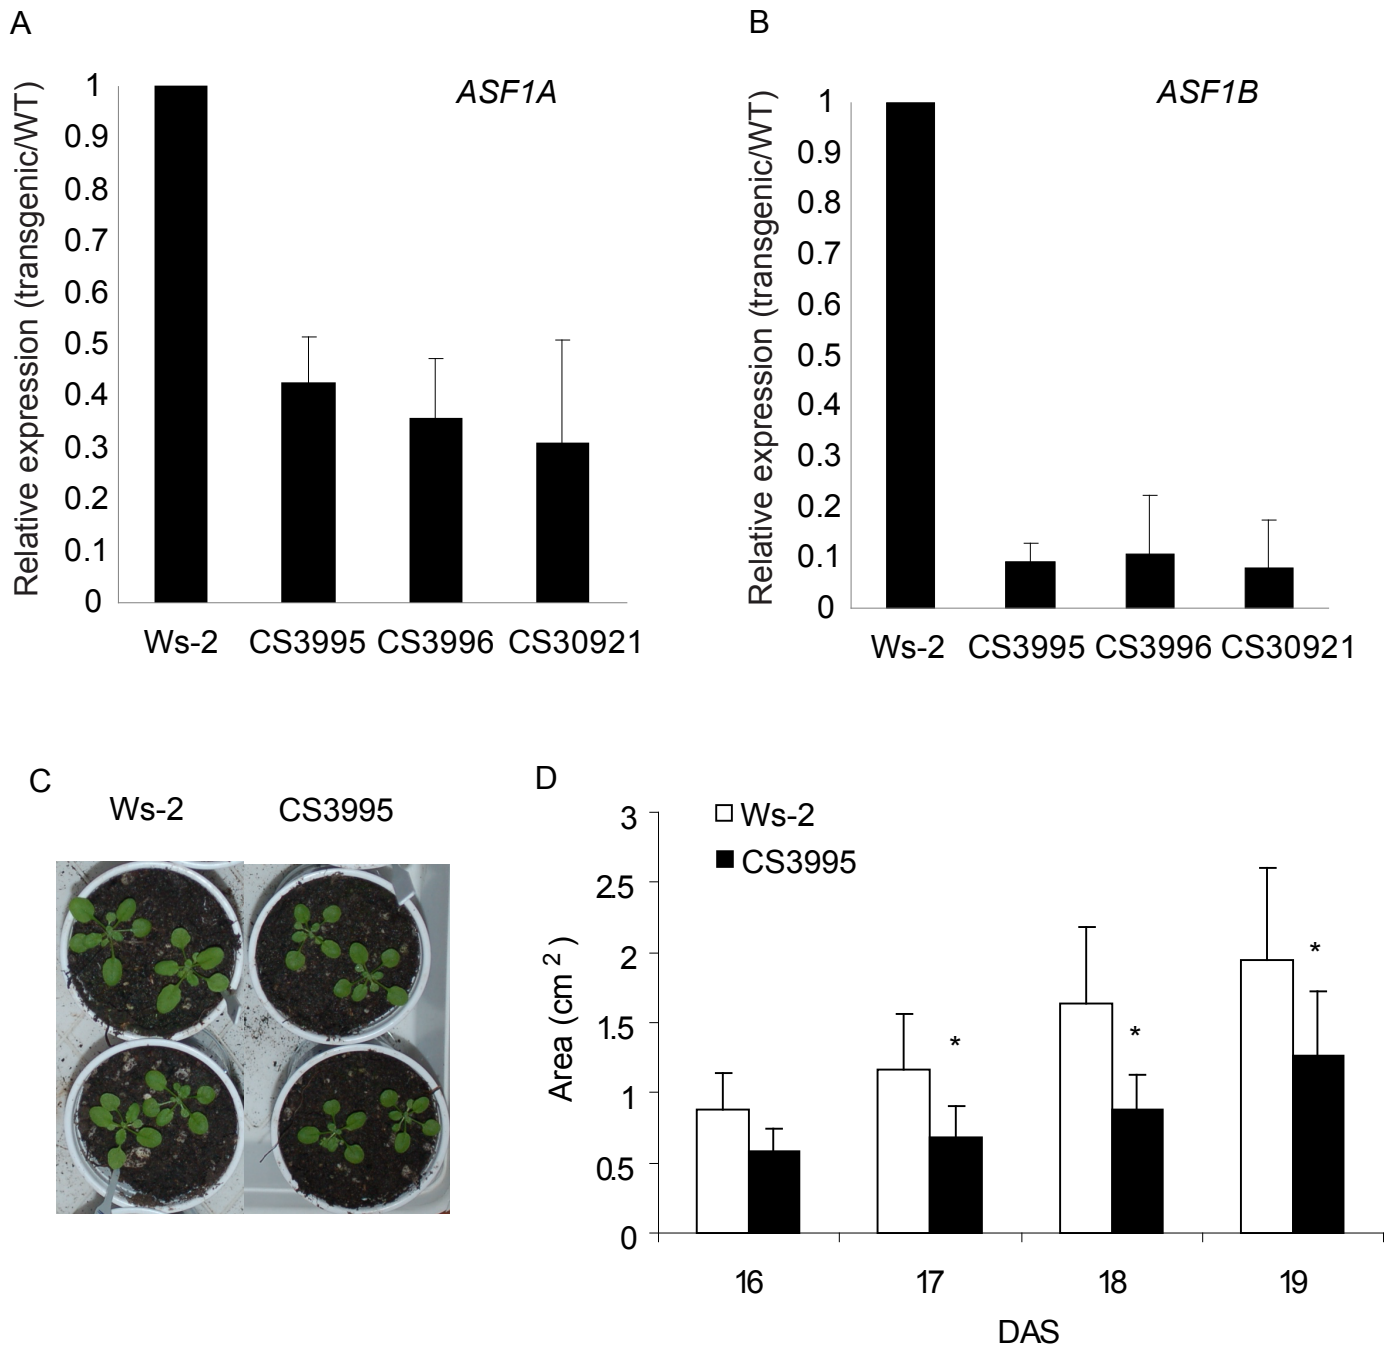 A
Relative expression (transgenic/WT)
ASF1A
1
0.9
0.8
0.7
0.6
0.5
0.4
0.3
0.2
0.1
0
Ws-2 CS3995 CS3996 CS30921
B
Relative expression (transgenic/WT)
ASF1B
1
0.9
0.8
0.7
0.6
0.5
0.4
0.3
0.2
0.1
0
Ws-2 CS3995 CS3996 CS30921
C
Ws-2 CS3995
D
Area (cm²)
3
2.5
2
1.5
1
0.5
0
Ws-2
CS3995
*
*
*
16 17 18 19
DAS